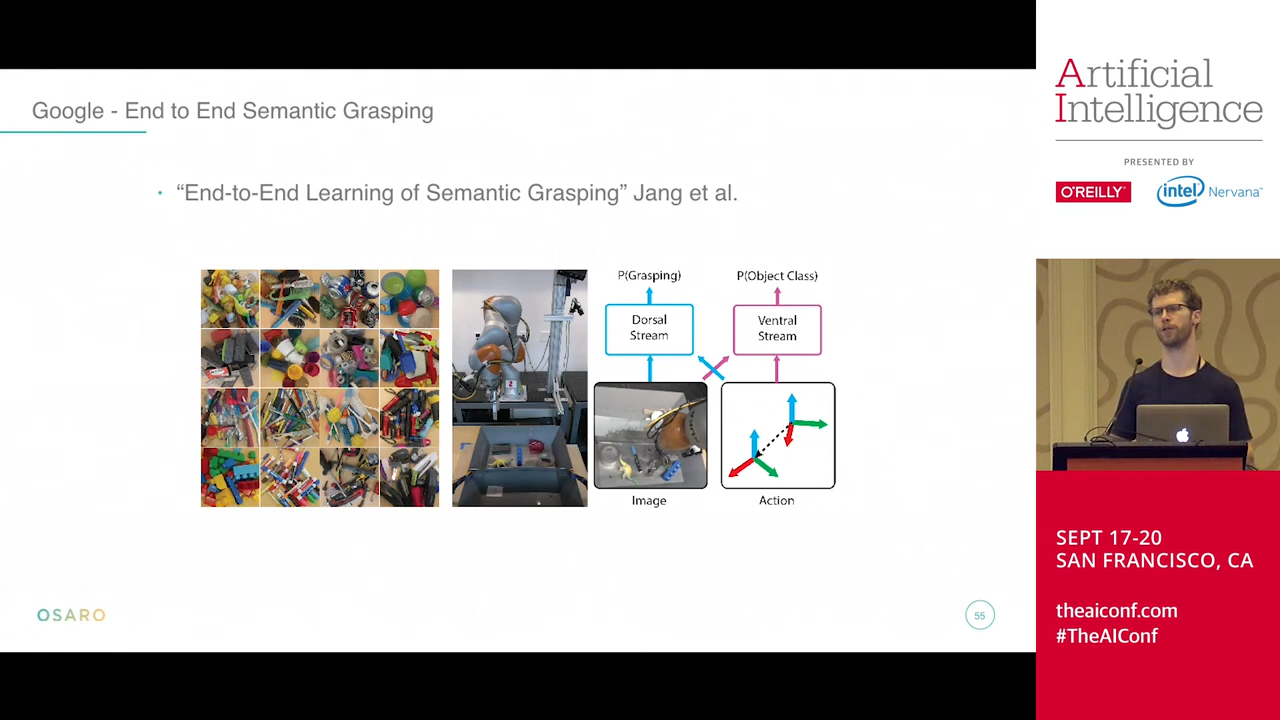 Google - End to End Semantic Grasping
• “End-to-End Learning of Semantic Grasping” Jang et al.
P(Grasping)
P(Object Class)
Dorsal
Stream
Ventral
Stream
Image
Action
OSARO
55
Artificial
Intelligence
PRESENTED BY
O'REILLY®
intel Nervana™
SEPT 17-20
SAN FRANCISCO, CA
theaiconf.com
#TheAIConf